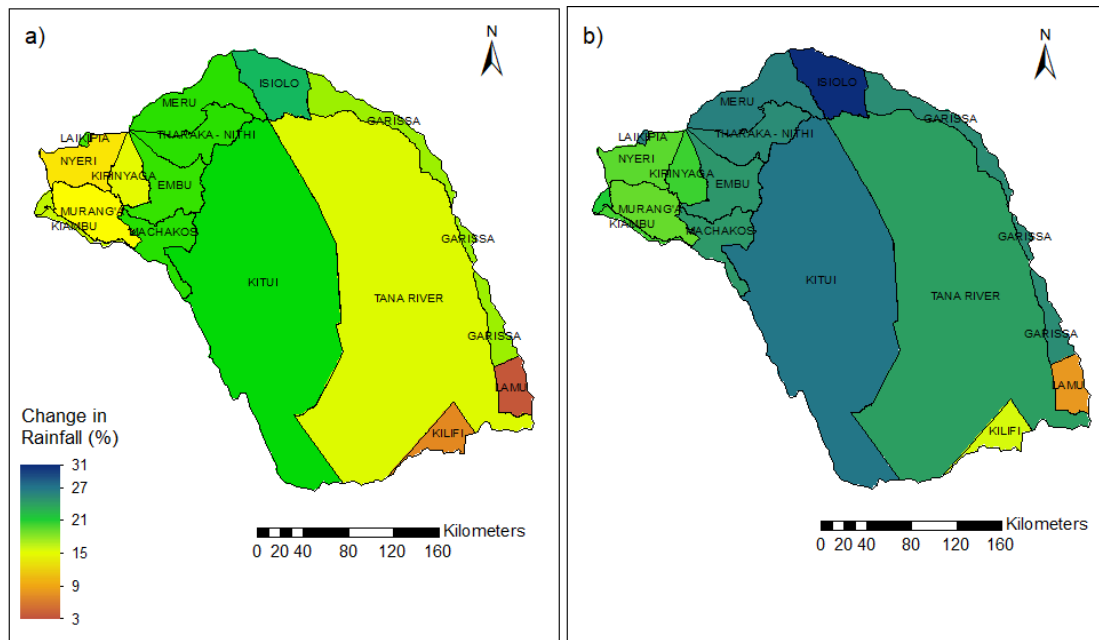 a)
N
ISIOLO
MERU
GARISSA
LAIKIPIA
THARAKA - NITHI
NYERI
KIRINYAGA
EMBU
MURANG'A
KIAMBU
MACHAKOS
GARISSA
KITUI
TANA RIVER
GARISSA
LAMU
KILIFI
Change in
Rainfall (%)
31
27
21
15
9
3
Kilometers
0 20 40 80 120 160
b)
N
ISIOLO
MERU
GARISSA
LAIKIPIA
THARAKA - NITHI
NYERI
KIRINYAGA
EMBU
MURANG'A
KIAMBU
MACHAKOS
GARISSA
KITUI
TANA RIVER
GARISSA
LAMU
KILIFI
Kilometers
0 20 40 80 120 160